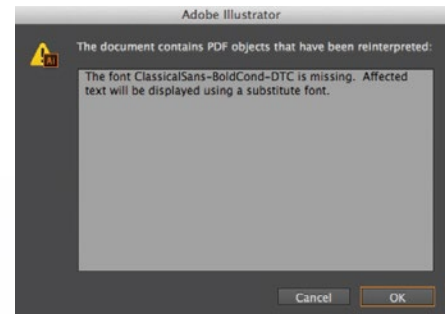 Adobe Illustrator
The document contains PDF objects that have been reinterpreted:
Ai
The font ClassicalSans-BoldCond-DTC is missing. Affected
text will be displayed using a substitute font.
Cancel OK